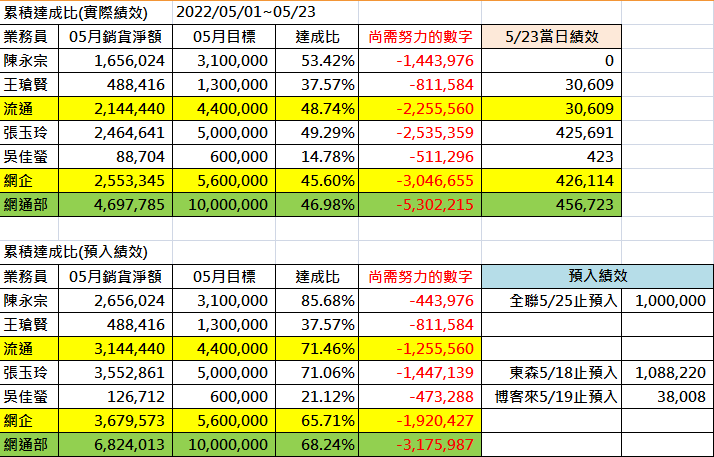 累積達成比(實際績效) 2022/05/01~05/23
業務員 05月銷貨淨額 05月目標 達成比 尚需努力的數字 5/23當日績效
陳永宗 1,656,024 3,100,000 53.42% -1,443,976 0
王瑲賢 488,416 1,300,000 37.57% -811,584 30,609
流通 2,144,440 4,400,000 48.74% -2,255,560 30,609
張玉玲 2,464,641 5,000,000 49.29% -2,535,359 425,691
吳佳螢 88,704 600,000 14.78% -511,296 423
網企 2,553,345 5,600,000 45.60% -3,046,655 426,114
網通部 4,697,785 10,000,000 46.98% -5,302,215 456,723
累積達成比(預入績效)
業務員 05月銷貨淨額 05月目標 達成比 尚需努力的數字 預入績效
陳永宗 2,656,024 3,100,000 85.68% -443,976 全聯5/25止預入 1,000,000
王瑲賢 488,416 1,300,000 37.57% -811,584
流通 3,144,440 4,400,000 71.46% -1,255,560
張玉玲 3,552,861 5,000,000 71.06% -1,447,139 東森5/18止預入 1,088,220
吳佳螢 126,712 600,000 21.12% -473,288 博客來5/19止預入 38,008
網企 3,679,573 5,600,000 65.71% -1,920,427
網通部 6,824,013 10,000,000 68.24% -3,175,987